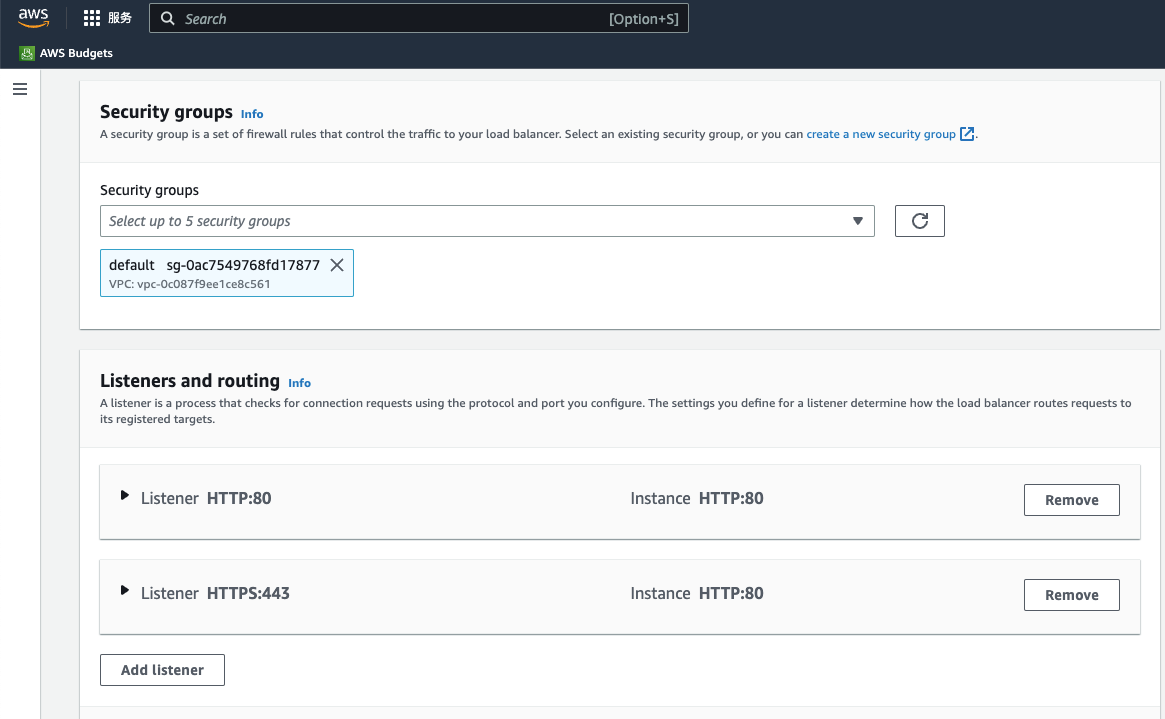 aws
服务
Search
[Option+S]
AWS Budgets
Security groups Info
A security group is a set of firewall rules that control the traffic to your load balancer. Select an existing security group, or you can create a new security group.
Security groups
Select up to 5 security groups
default sg-0ac7549768fd17877
VPC: vpc-0c087f9ee1ce8c561
Listeners and routing Info
A listener is a process that checks for connection requests using the protocol and port you configure. The settings you define for a listener determine how the load balancer routes requests to
its registered targets.
Listener HTTP:80 Instance HTTP:80 Remove
Listener HTTPS:443 Instance HTTP:80 Remove
Add listener